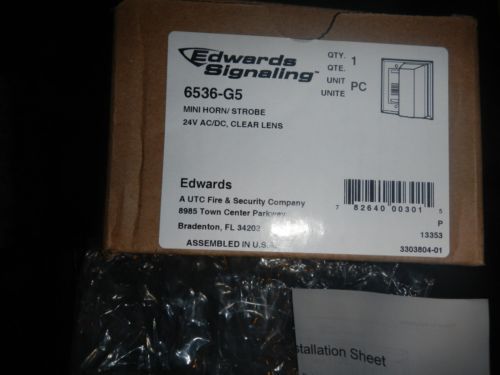 Edwards
Signaling™
QTY. 1
QTE.
UNIT PC
UNITE
6536-G5
MINI HORN/ STROBE
24V AC/DC, CLEAR LENS
Edwards
A UTC Fire & Security Company
8985 Town Center Parkway
Bradenton, FL 34202
ASSEMBLED IN U.S.A.
7 82640 00301 5
P
13353
3303804-01
stallation Sheet